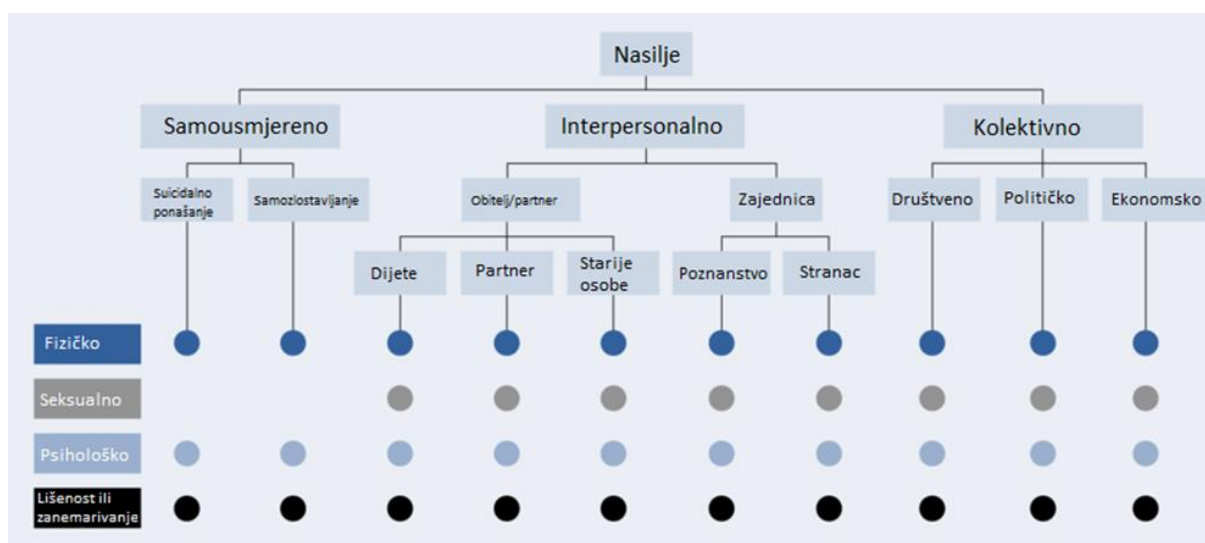 Nasilje
Samousmjereno
Interpersonalno
Kolektivno
Suicidalno
ponašanje
Samozlostavljanje
Obitelj/partner
Zajednica
Društveno
Političko
Ekonomsko
Dijete
Partner
Starije
osobe
Poznanstvo
Stranac
Fizičko
Seksualno
Psihološko
Lišenost ili
zanemarivanje